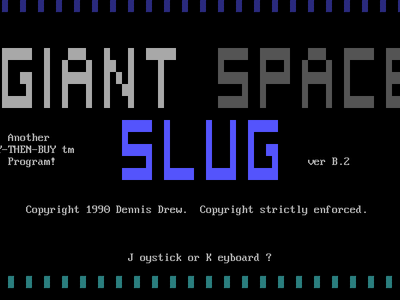 GIANT SPACE
SLUG
Another
Y-THEN-BUY tm
Program!
ver B.2
Copyright 1990 Dennis Drew. Copyright strictly enforced.
J oystick or K eyboard ?